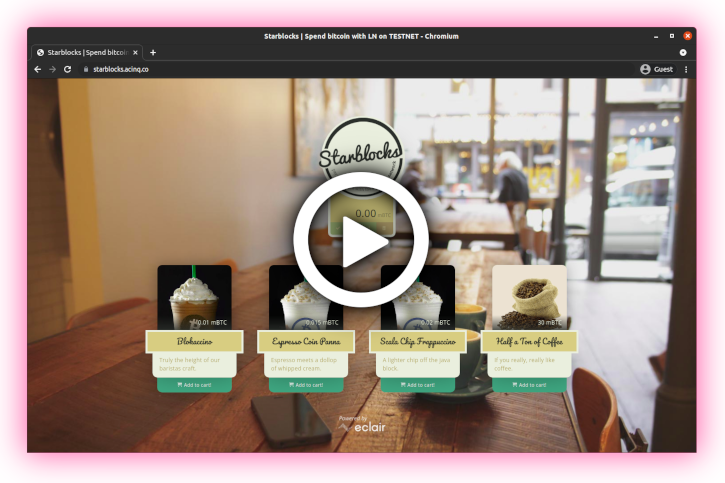 Starblocks | Spend bitcoin with LN on TESTNET - Chromium
Starblocks | Spend bitcoin
starblocks.acinq.co
Guest
Starblocks
0.00 mBTC
0.01 mBTC
0.015 mBTC
0.02 mBTC
30 mBTC
Blokaccino
Espresso Coin Panna
Scala Chip Frappuccino
Half a Ton of Coffee
Truly the height of our
baristas craft.
Espresso meets a dollop
of whipped cream.
A lighter chip off the java
block.
If you really, really like
coffee.
Add to cart!
Add to cart!
Add to cart!
Add to cart!
Powered by
eclair